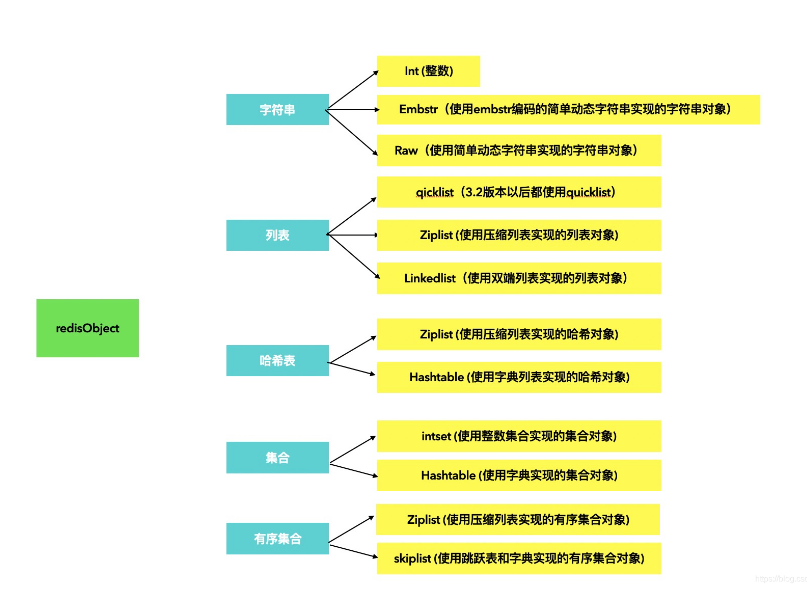 Int (整数)
字符串
Embstr（使用embstr编码的简单动态字符串实现的字符串对象）
Raw（使用简单动态字符串实现的字符串对象）
qicklist（3.2版本以后都使用quicklist）
列表
Ziplist (使用压缩列表实现的列表对象)
Linkedlist（使用双端列表实现的列表对象）
redisObject
Ziplist (使用压缩列表实现的哈希对象)
哈希表
Hashtable (使用字典列表实现的哈希对象)
intset (使用整数集合实现的集合对象)
集合
Hashtable (使用字典实现的集合对象)
Ziplist (使用压缩列表实现的有序集合对象)
有序集合
skiplist (使用跳跃表和字典实现的有序集合对象)